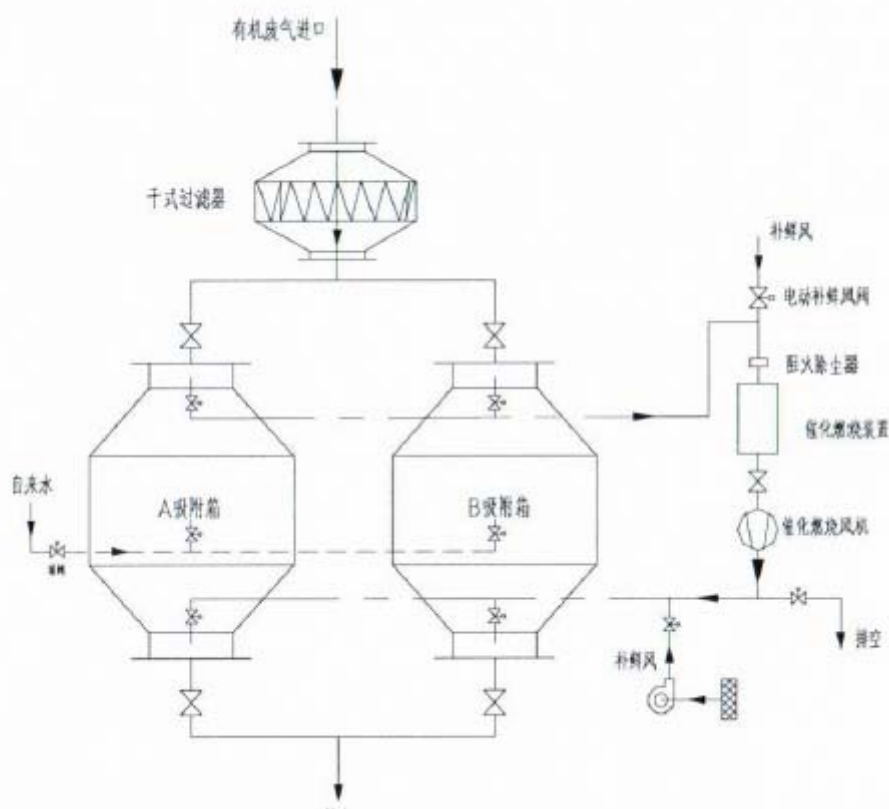 有机废气进口
干式过滤器
补鲜风
电动补鲜风阀
阻火除尘器
催化燃烧装置
自来水
A吸附箱
B吸附箱
催化燃烧风机
补鲜风
排空